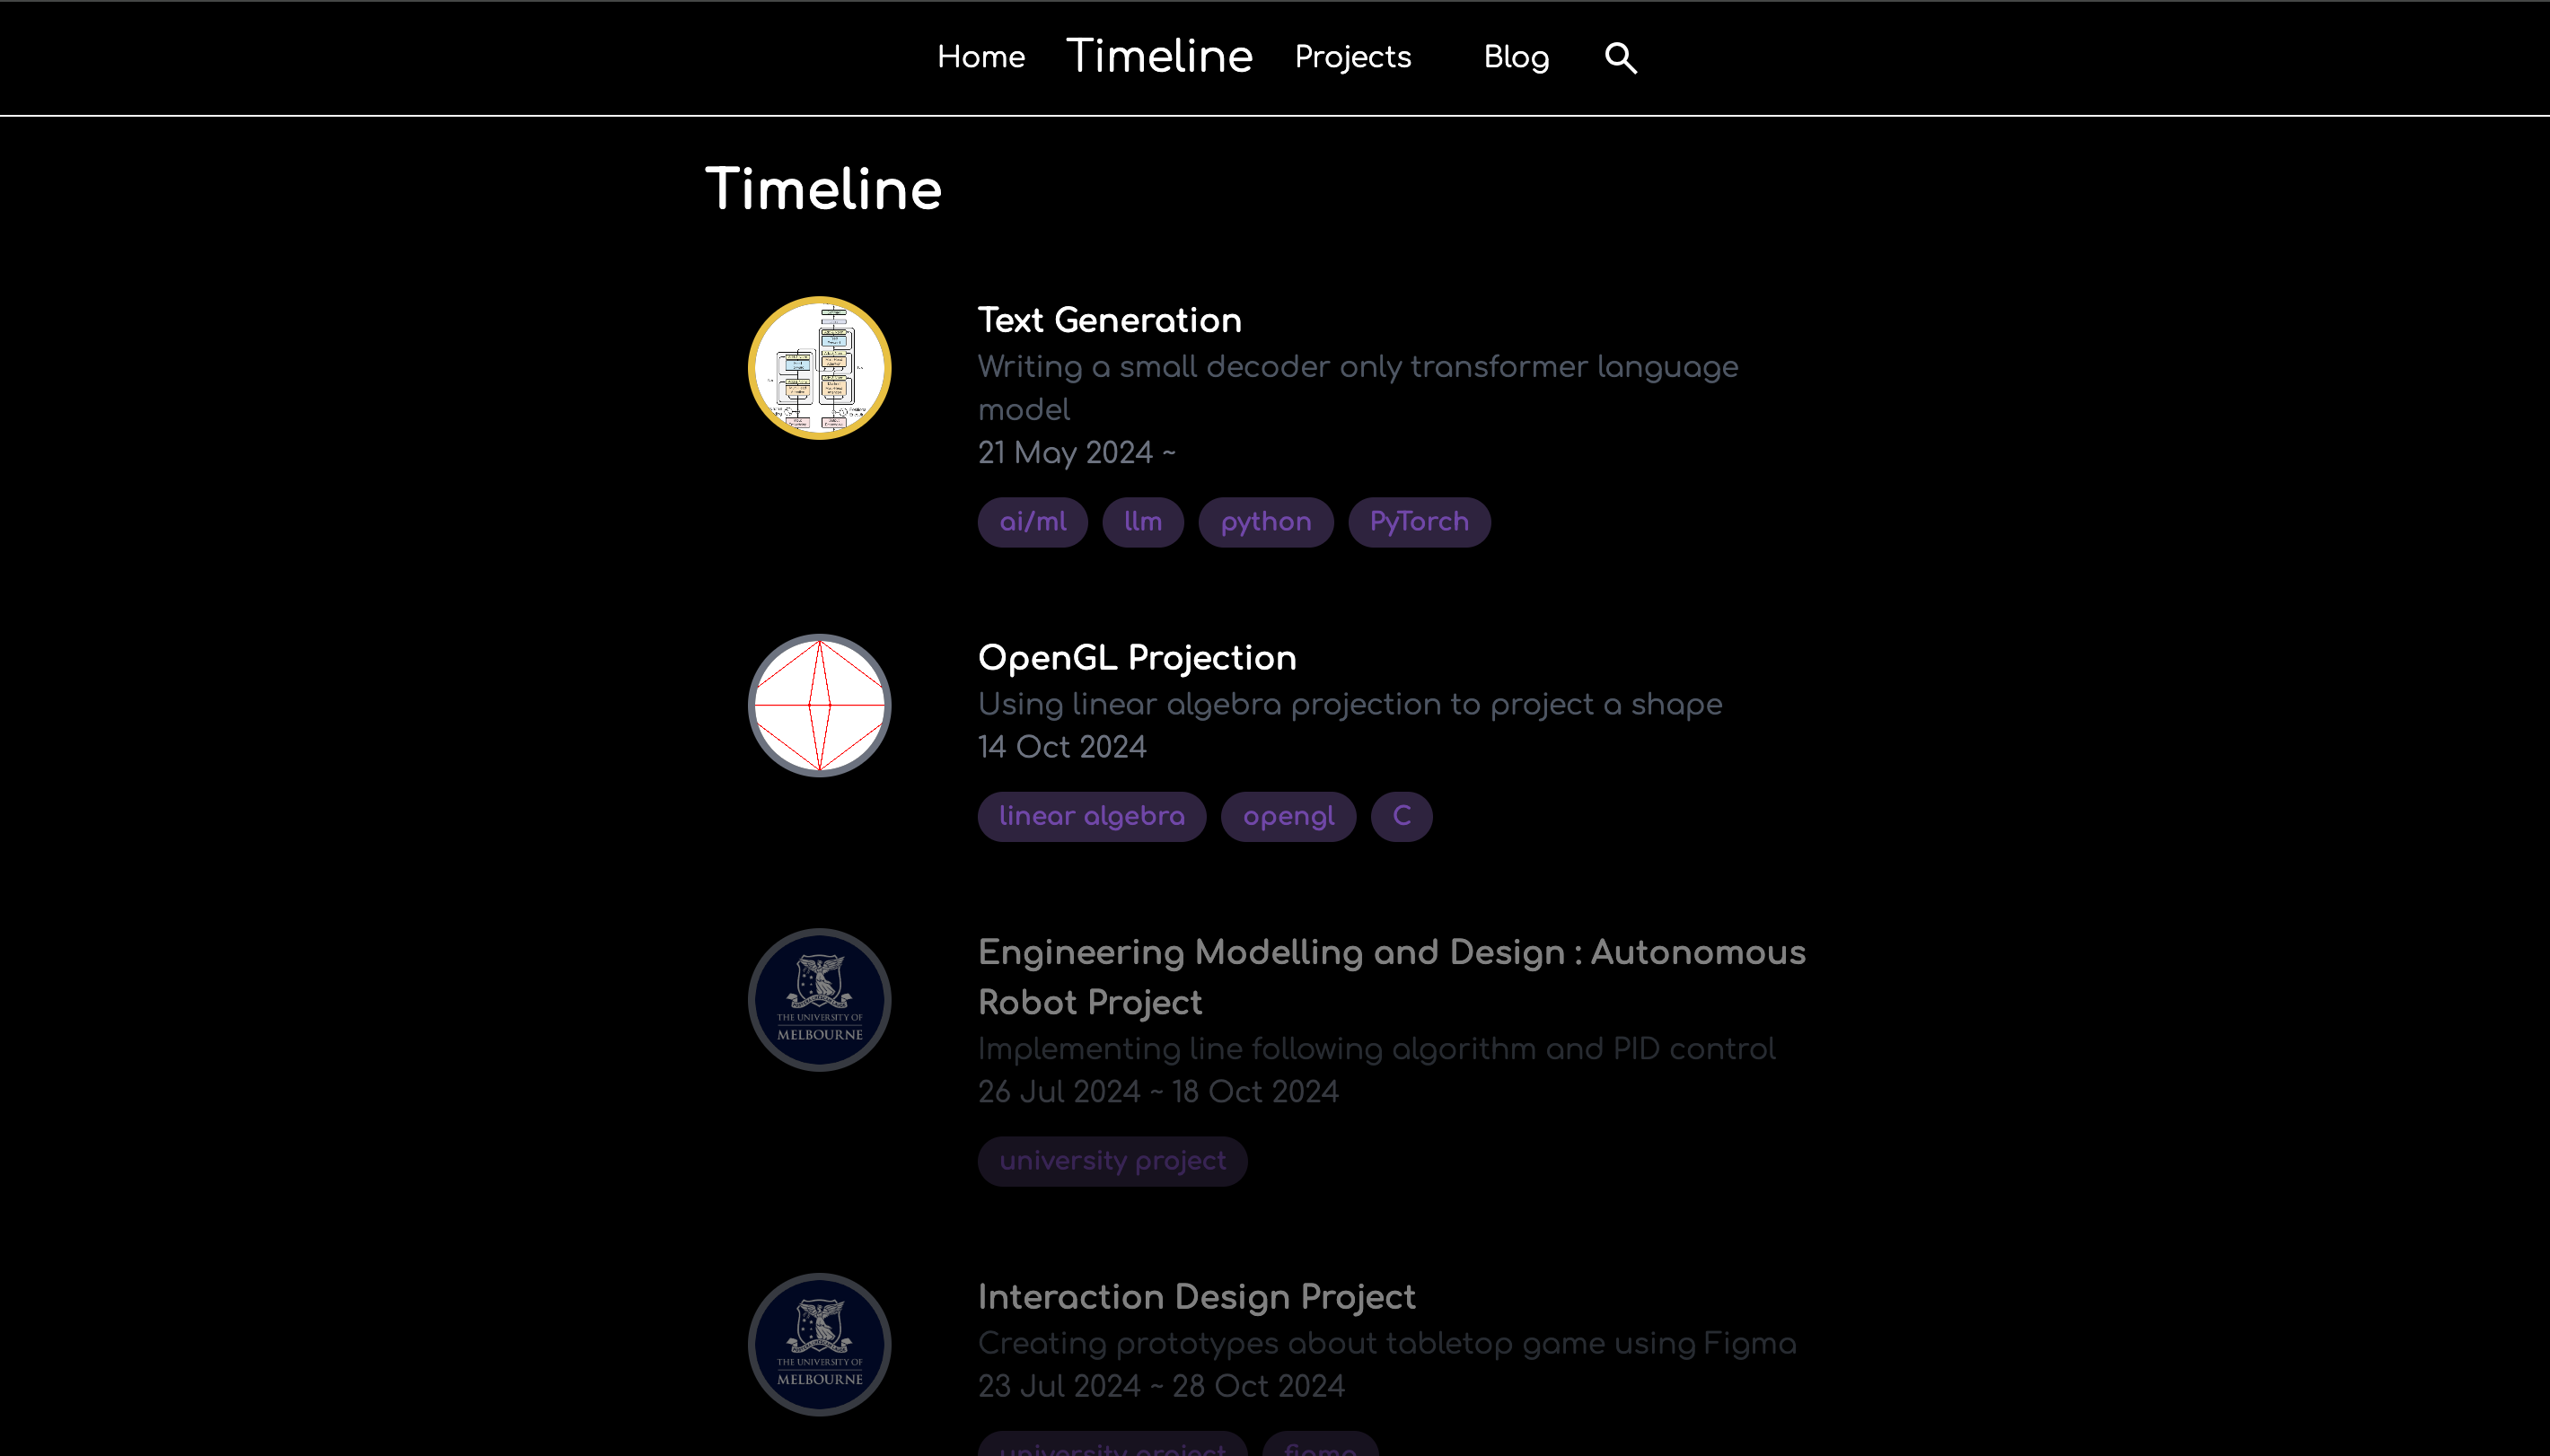 Home Timeline Projects Blog
Timeline
Text Generation
Writing a small decoder only transformer language
model
21 May 2024 ~
ai/ml llm python PyTorch
OpenGL Projection
Using linear algebra projection to project a shape
14 Oct 2024
linear algebra opengl C
THE UNIVERSITY OF
MELBOURNE
Engineering Modelling and Design : Autonomous
Robot Project
Implementing line following algorithm and PID control
26 Jul 2024 ~ 18 Oct 2024
university project
THE UNIVERSITY OF
MELBOURNE
Interaction Design Project
Creating prototypes about tabletop game using Figma
23 Jul 2024 ~ 28 Oct 2024
university project figma